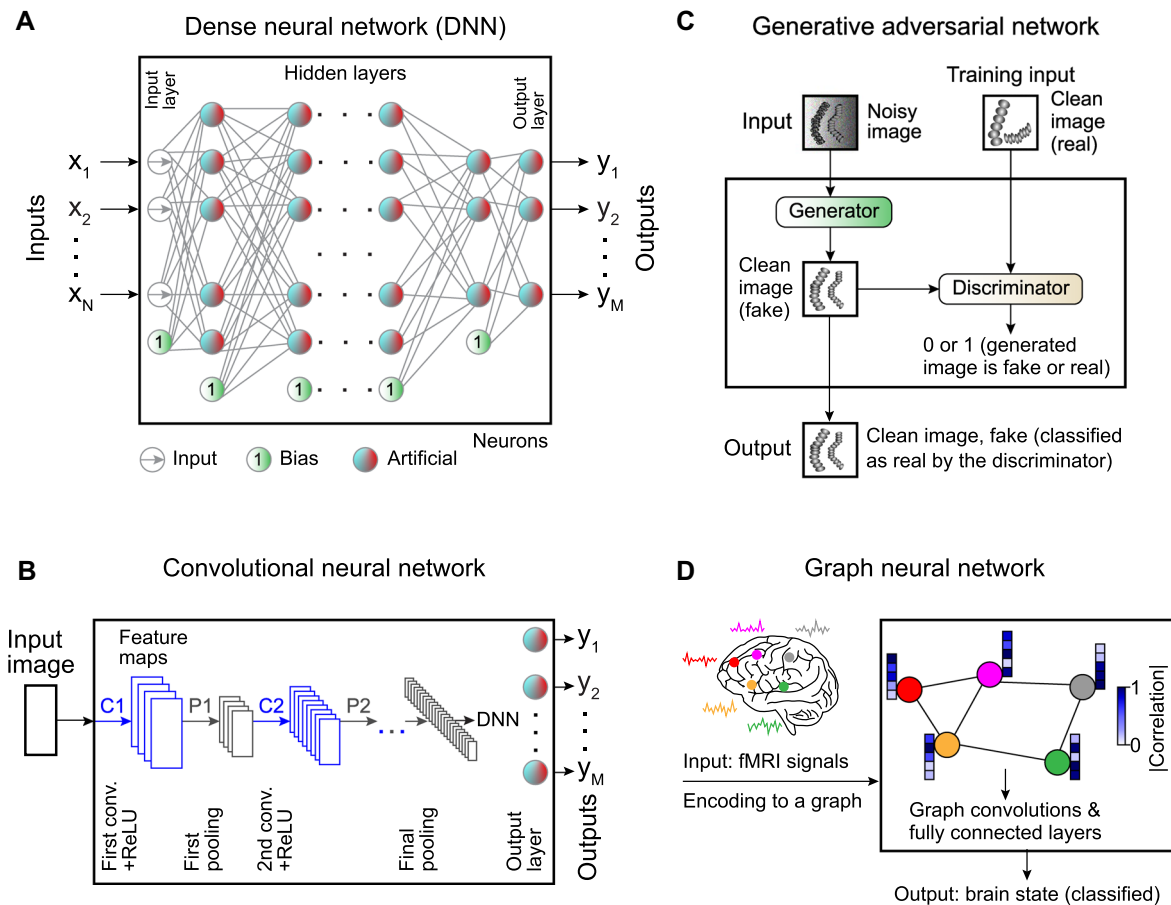 A
Dense neural network (DNN)
Hidden layers
Input
layer
Output
layer
Inputs
x1
x2
xN
y1
y2
yM
Outputs
1
1
1
1
1
Neurons
Input
1
Bias
Artificial
C
Generative adversarial network
Training input
Input
Noisy
image
Clean
image
(real)
Generator
Clean
image
(fake)
Discriminator
0 or 1 (generated
image is fake or real)
Output
Clean image, fake (classified
as real by the discriminator)
B
Convolutional neural network
Input
image
Feature
maps
C1
P1
C2
P2
DNN
y1
y2
yM
First conv.
+ReLU
First
pooling
2nd conv.
+ReLU
Final
pooling
Output
layer
Outputs
D
Graph neural network
Input: fMRI signals
Encoding to a graph
1
0
|Correlation|
Graph convolutions &
fully connected layers
Output: brain state (classified)